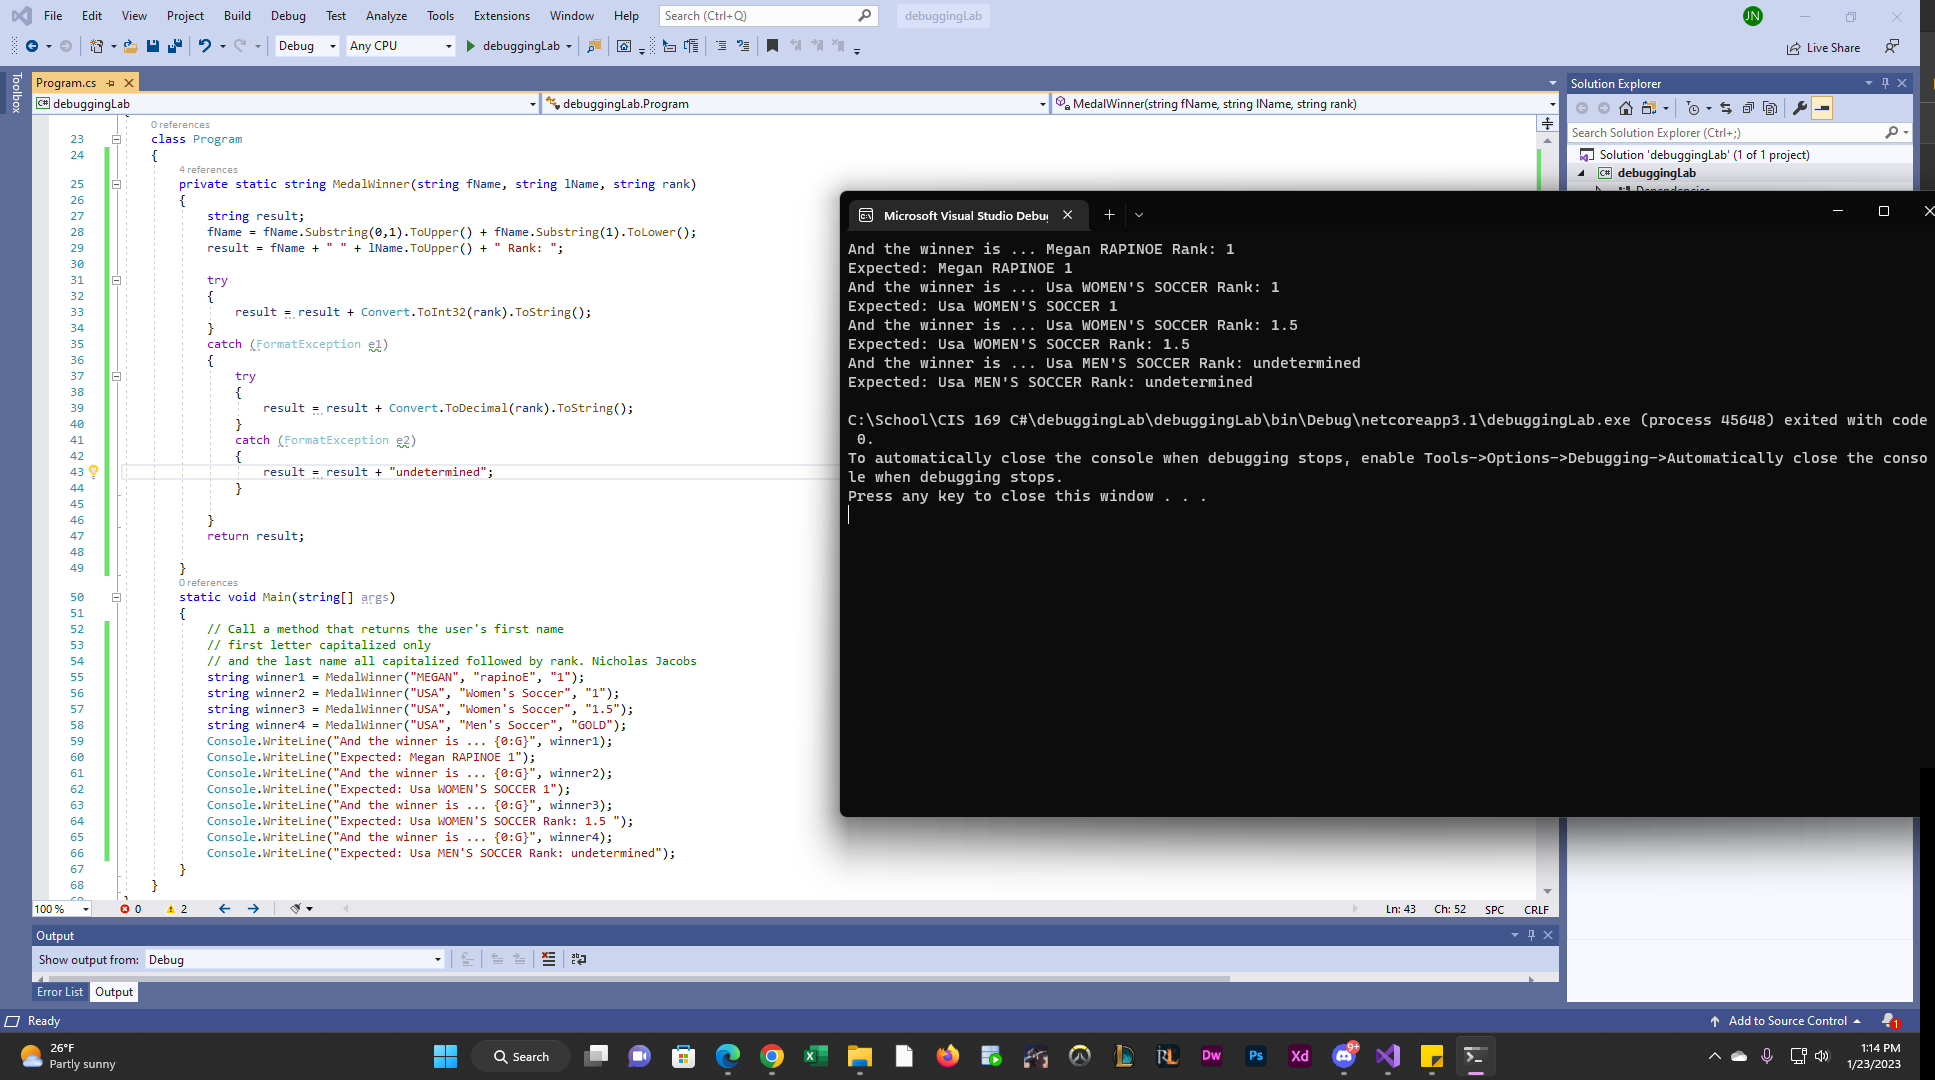 File Edit View Project Build Debug Test Analyze Tools Extensions Window Help Search (Ctrl+Q) debuggingLab JN
Debug Any CPU debuggingLab Live Share
Toolbox
Program.cs
debuggingLab debuggingLab.Program MedalWinner(string fName, string lName, string rank)
0 references
23 class Program
24 {
4 references
25 private static string MedalWinner(string fName, string lName, string rank)
26 {
27 string result;
28 fName = fName.Substring(0,1).ToUpper() + fName.Substring(1).ToLower();
29 result = fName + " " + lName.ToUpper() + " Rank: ";
30
31 try
32 {
33 result = result + Convert.ToInt32(rank).ToString();
34 }
35 catch (FormatException e1)
36 {
37 try
38 {
39 result = result + Convert.ToDecimal(rank).ToString();
40 }
41 catch (FormatException e2)
42 {
43 result = result + "undetermined";
44 }
45
46 }
47 return result;
48
49 }
0 references
50 static void Main(string[] args)
51 {
52 // Call a method that returns the user's first name
53 // first letter capitalized only
54 // and the last name all capitalized followed by rank. Nicholas Jacobs
55 string winner1 = MedalWinner("MEGAN", "rapinoE", "1");
56 string winner2 = MedalWinner("USA", "Women's Soccer", "1");
57 string winner3 = MedalWinner("USA", "Women's Soccer", "1.5");
58 string winner4 = MedalWinner("USA", "Men's Soccer", "GOLD");
59 Console.WriteLine("And the winner is ... {0:G}", winner1);
60 Console.WriteLine("Expected: Megan RAPINOE 1");
61 Console.WriteLine("And the winner is ... {0:G}", winner2);
62 Console.WriteLine("Expected: Usa WOMEN'S SOCCER 1");
63 Console.WriteLine("And the winner is ... {0:G}", winner3);
64 Console.WriteLine("Expected: Usa WOMEN'S SOCCER Rank: 1.5 ");
65 Console.WriteLine("And the winner is ... {0:G}", winner4);
66 Console.WriteLine("Expected: Usa MEN'S SOCCER Rank: undetermined");
67 }
68 }
100 % 0 2 Ln: 43 Ch: 52 SPC CRLF
Solution Explorer
Search Solution Explorer (Ctrl+;)
Solution 'debuggingLab' (1 of 1 project)
debuggingLab
Dependencies
Microsoft Visual Studio Debug
And the winner is ... Megan RAPINOE Rank: 1
Expected: Megan RAPINOE 1
And the winner is ... Usa WOMEN'S SOCCER Rank: 1
Expected: Usa WOMEN'S SOCCER 1
And the winner is ... Usa WOMEN'S SOCCER Rank: 1.5
Expected: Usa WOMEN'S SOCCER Rank: 1.5
And the winner is ... Usa MEN'S SOCCER Rank: undetermined
Expected: Usa MEN'S SOCCER Rank: undetermined
C:\School\CIS 169 C#\debuggingLab\debuggingLab\bin\Debug\netcoreapp3.1\debuggingLab.exe (process 45648) exited with code
0.
To automatically close the console when debugging stops, enable Tools->Options->Debugging->Automatically close the conso
le when debugging stops.
Press any key to close this window . . .
Output
Show output from: Debug
Error List Output
Ready Add to Source Control 1
26°F
Partly sunny
Search
RL Dw Ps Xd 9+
1:14 PM
1/23/2023